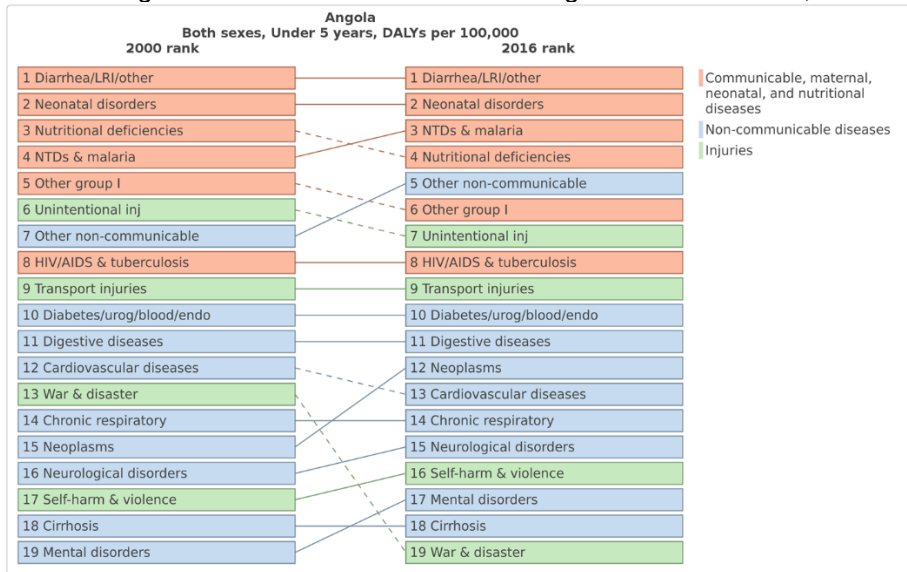 Angola
Both sexes, Under 5 years, DALYs per 100,000
2000 rank
2016 rank
1 Diarrhea/LRI/other
2 Neonatal disorders
3 Nutritional deficiencies
4 NTDs & malaria
5 Other group I
6 Unintentional inj
7 Other non-communicable
8 HIV/AIDS & tuberculosis
9 Transport injuries
10 Diabetes/urog/blood/endo
11 Digestive diseases
12 Cardiovascular diseases
13 War & disaster
14 Chronic respiratory
15 Neoplasms
16 Neurological disorders
17 Self-harm & violence
18 Cirrhosis
19 Mental disorders
1 Diarrhea/LRI/other
2 Neonatal disorders
3 NTDs & malaria
4 Nutritional deficiencies
5 Other non-communicable
6 Other group I
7 Unintentional inj
8 HIV/AIDS & tuberculosis
9 Transport injuries
10 Diabetes/urog/blood/endo
11 Digestive diseases
12 Neoplasms
13 Cardiovascular diseases
14 Chronic respiratory
15 Neurological disorders
16 Self-harm & violence
17 Mental disorders
18 Cirrhosis
19 War & disaster
Communicable, maternal,
neonatal, and nutritional
diseases
Non-communicable diseases
Injuries